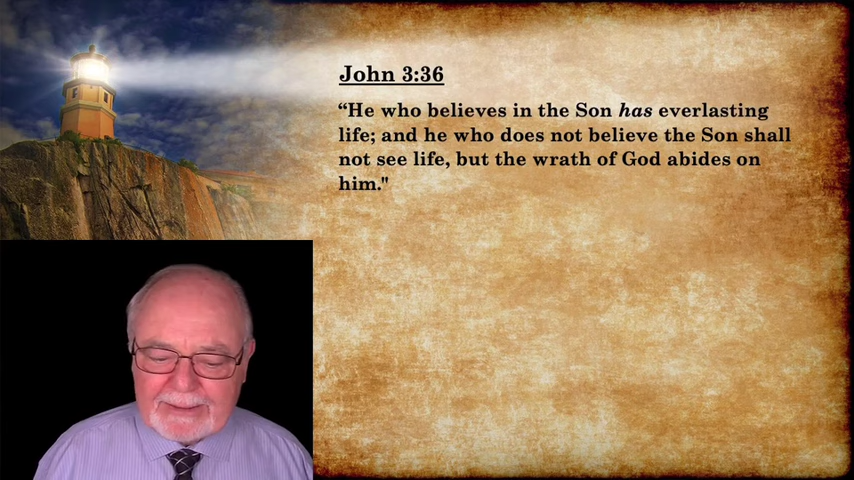 John 3:36
“He who believes in the Son has everlasting
life; and he who does not believe the Son shall
not see life, but the wrath of God abides on
him."